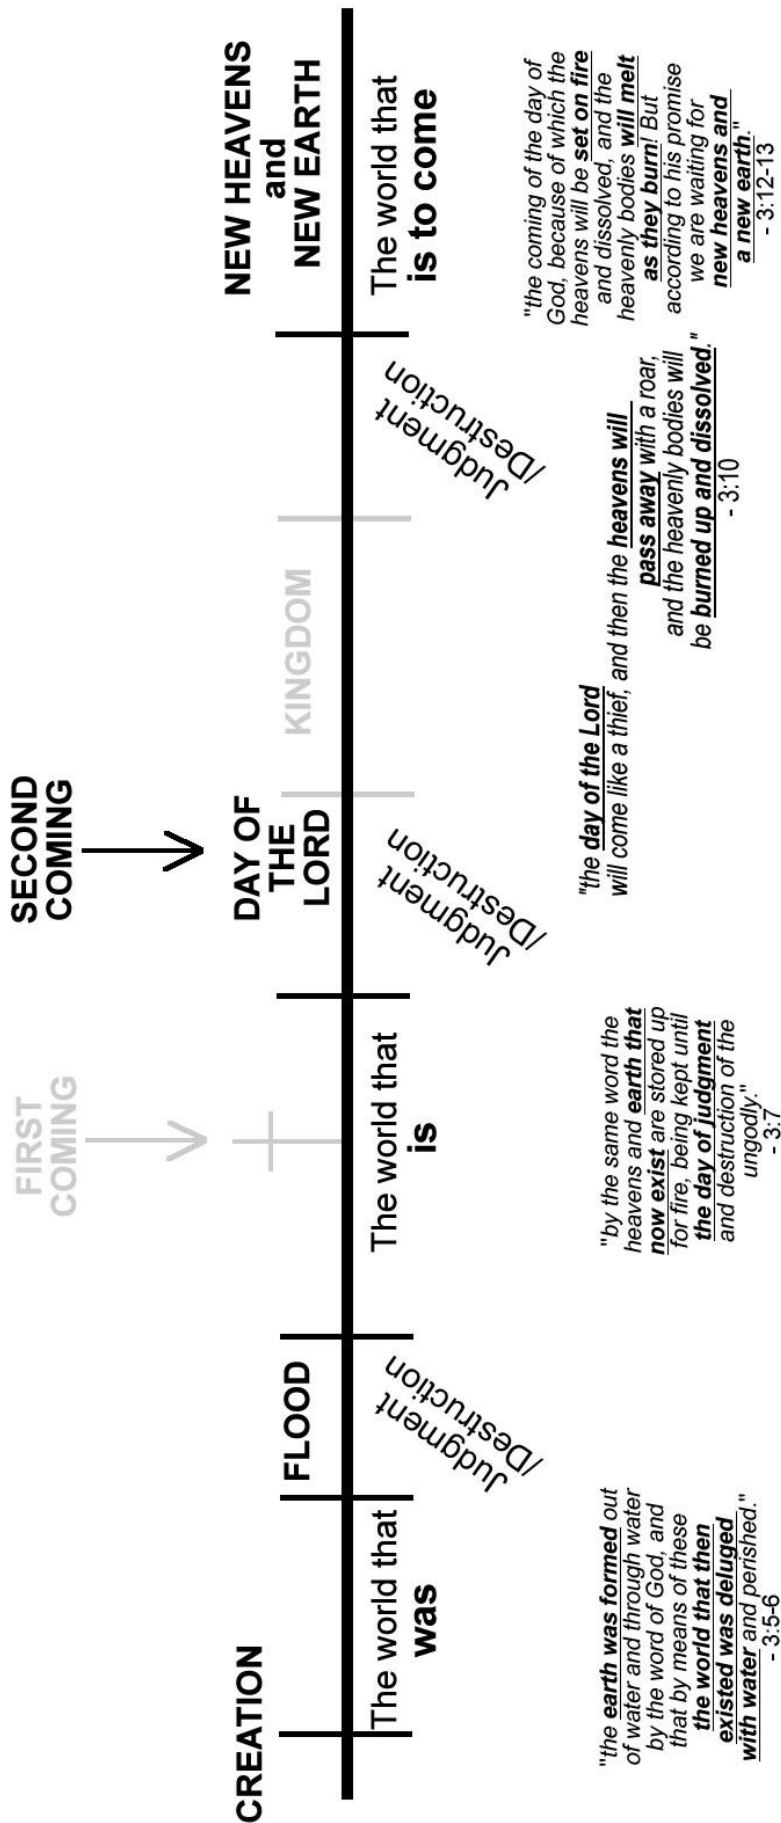 FIRST
COMING
SECOND
COMING
CREATION
FLOOD
DAY OF
THE
LORD
KINGDOM
NEW HEAVENS
and
NEW EARTH
The world that
was
Judgment
/Destruction
The world that
is
Judgment
/Destruction
Judgment
/Destruction
The world that
is to come
"the earth was formed out
of water and through water
by the word of God, and
that by means of these
the world that then
existed was deluged
with water and perished."
- 3:5-6
"by the same word the
heavens and earth that
now exist are stored up
for fire, being kept until
the day of judgment
and destruction of the
ungodly."
- 3:7
"the day of the Lord
will come like a thief, and then the heavens will
pass away with a roar,
and the heavenly bodies will
be burned up and dissolved."
- 3:10
"the coming of the day of
God, because of which the
heavens will be set on fire
and dissolved, and the
heavenly bodies will melt
as they burn! But
according to his promise
we are waiting for
new heavens and
a new earth."
- 3:12-13